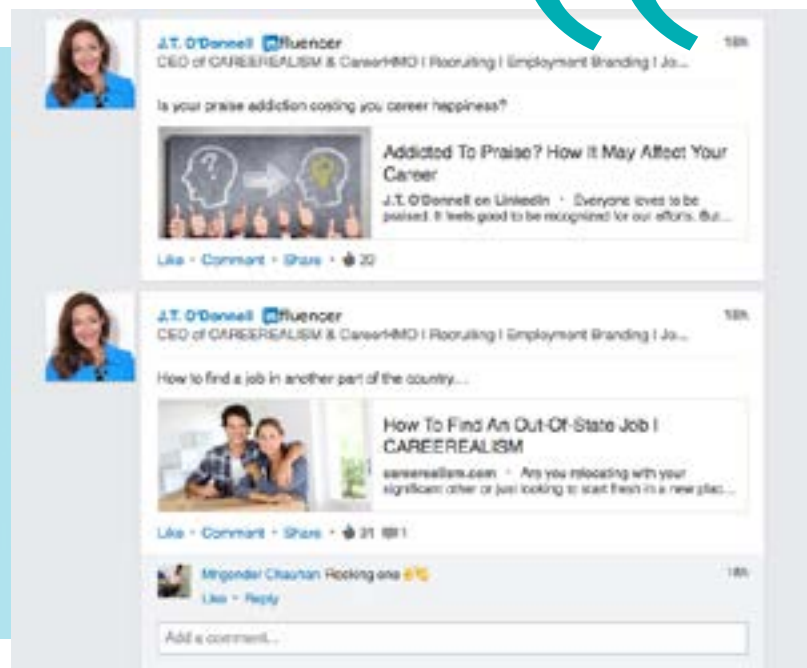 J.T. O'Donnell influencer 18h
CEO of CAREEREALISM & CareerHMO | Recruiting | Employment Branding | Jo...
Is your praise addiction costing you career happiness?
?
Addicted To Praise? How It May Affect Your
Career
J.T. O'Donnell on LinkedIn · Everyone loves to be
praised. It feels good to be recognized for our efforts. But...
Like · Comment · Share ·
J.T. O'Donnell influencer 18h
CEO of CAREEREALISM & CareerHMO | Recruiting | Employment Branding | Jo...
How to find a job in another part of the country...
How To Find An Out-Of-State Job |
CAREEREALISM
careerealism.com · Are you relocating with your
significant other or just looking to start fresh in a new plac...
Like · Comment · Share · 31 1
Chauhan one
Like · Reply
Add a comment...